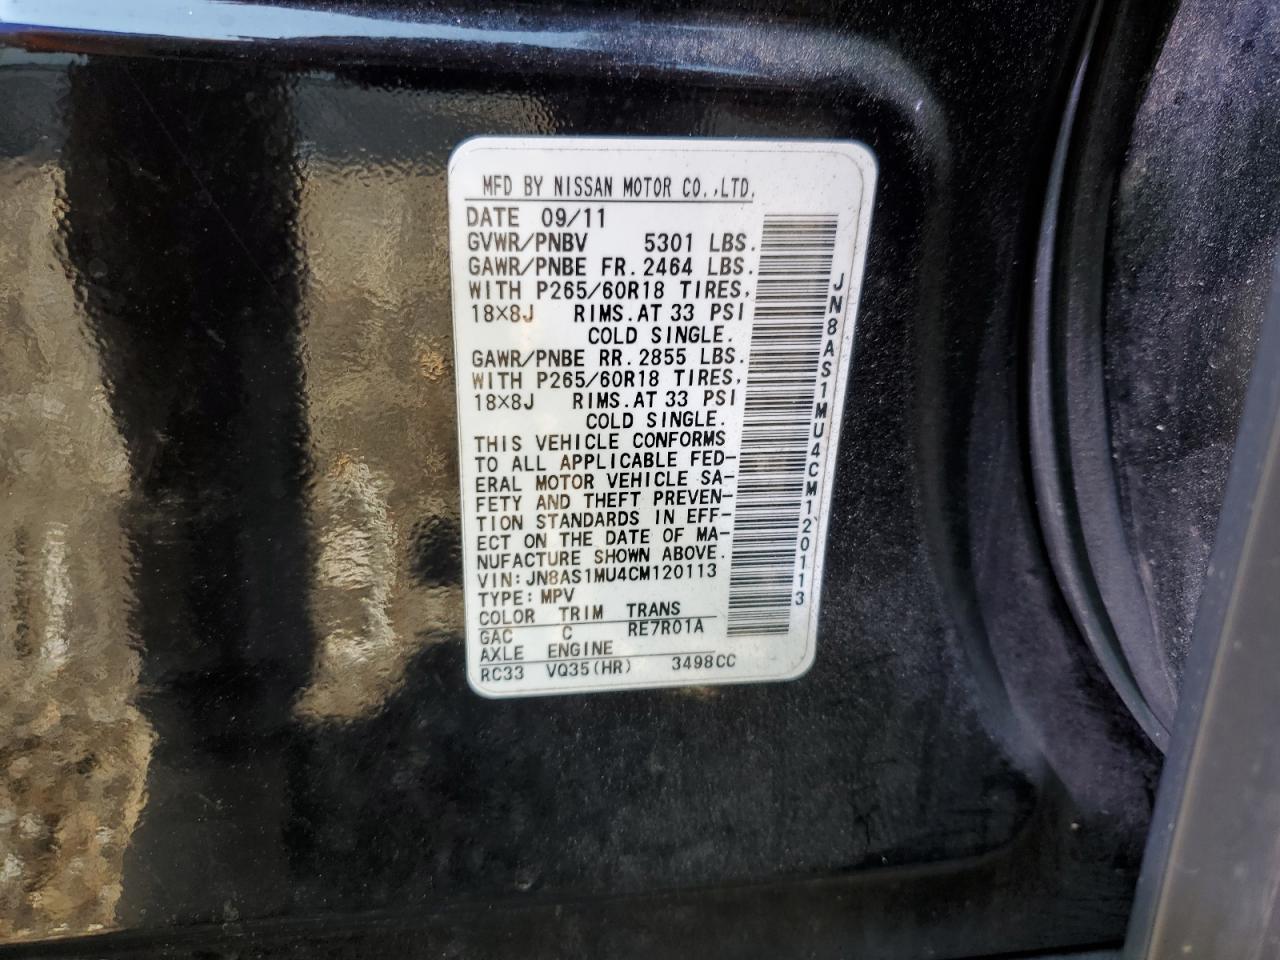 MFD BY NISSAN MOTOR CO.,LTD.
DATE 09/11
GVWR/PNBV 5301 LBS.
GAWR/PNBE FR.2464 LBS.
WITH P265/60R18 TIRES,
18×8J RIMS.AT 33 PSI
COLD SINGLE.
GAWR/PNBE RR.2855 LBS.
WITH P265/60R18 TIRES,
18×8J RIMS.AT 33 PSI
COLD SINGLE.
THIS VEHICLE CONFORMS
TO ALL APPLICABLE FED-
ERAL MOTOR VEHICLE SA-
FETY AND THEFT PREVEN-
TION STANDARDS IN EFF-
ECT ON THE DATE OF MA-
NUFACTURE SHOWN ABOVE.
VIN:JN8AS1MU4CM120113
TYPE:MPV
COLOR TRIM TRANS
GAC C RE7R01A
AXLE ENGINE
RC33 VQ35(HR) 3498CC
JN8AS1MU4CM120113